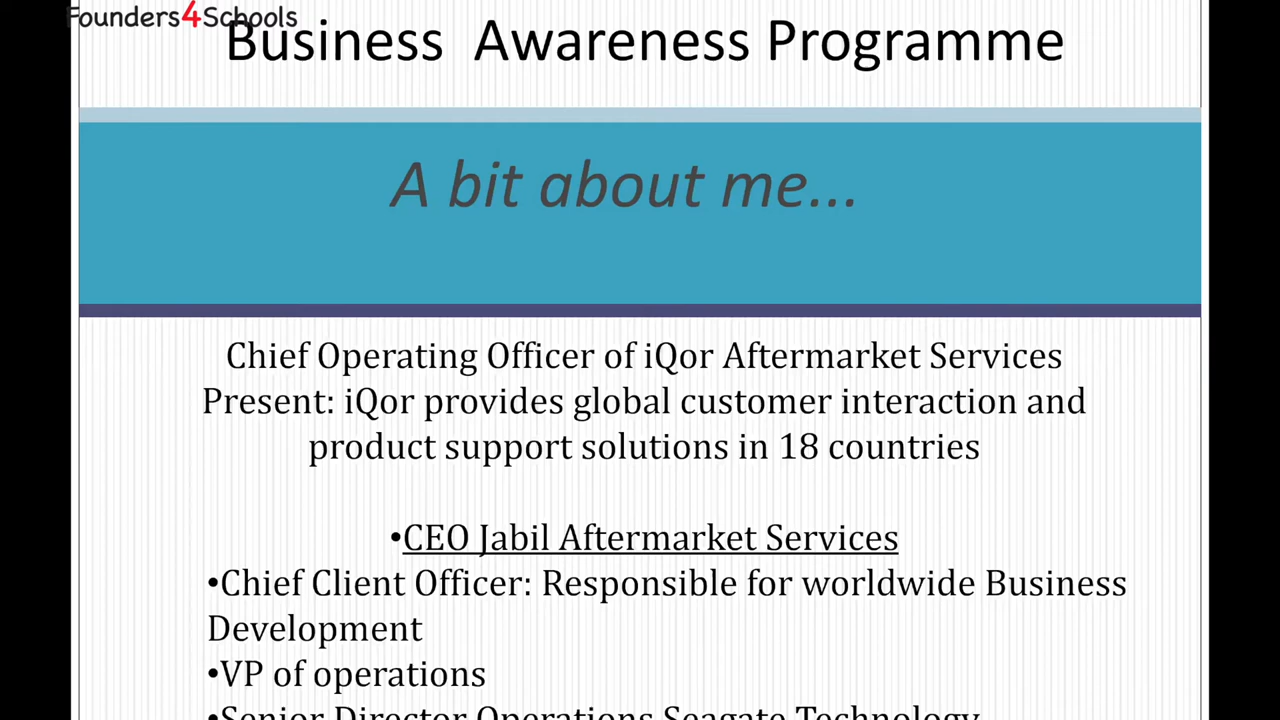 Founders4Schools
Business Awareness Programme
A bit about me...
Chief Operating Officer of iQor Aftermarket Services
Present: iQor provides global customer interaction and
product support solutions in 18 countries
•CEO Jabil Aftermarket Services
•Chief Client Officer: Responsible for worldwide Business
Development
•VP of operations
•Senior Director Operations Seagate Technology